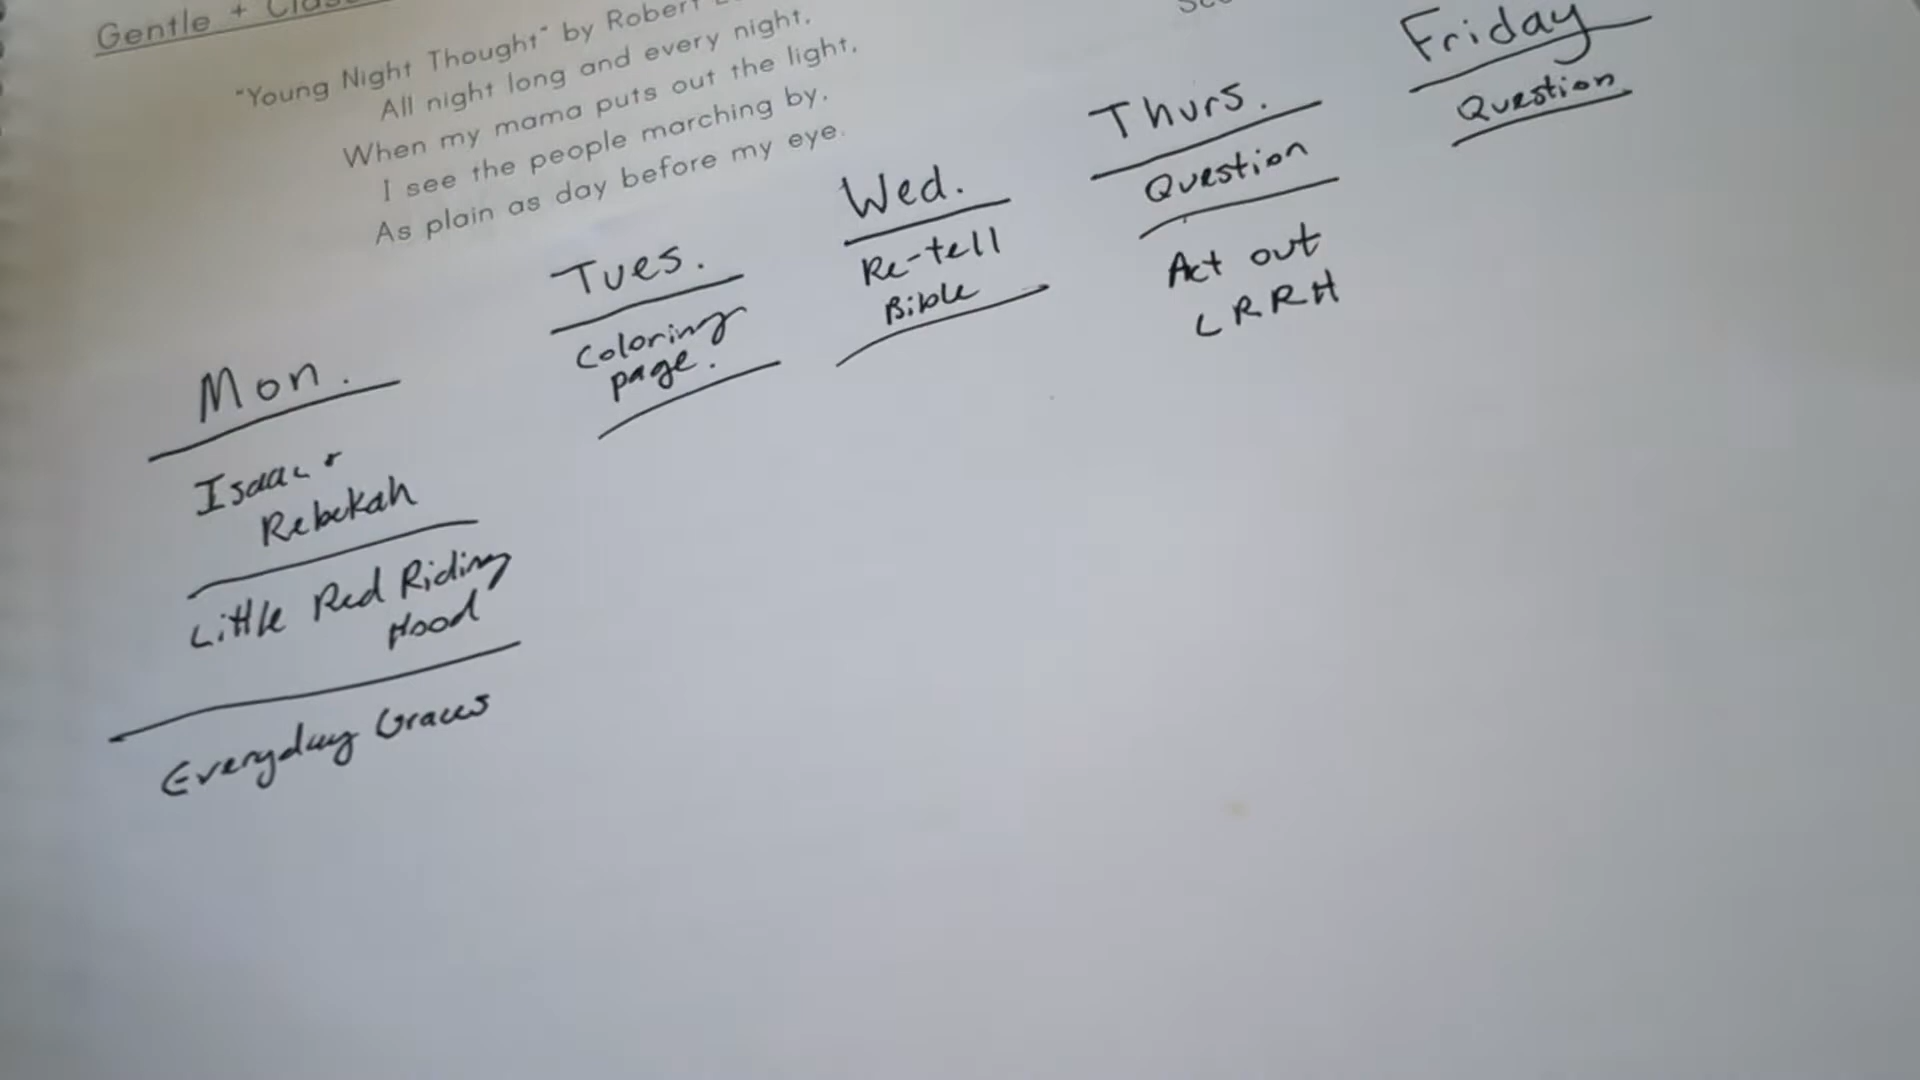 Gentle +
"Young Night Thought" by Robert
All night long and every night,
When my mama puts out the light,
I see the people marching by,
As plain as day before my eye.
Mon.
Isaac &
Rebekah
Little Red Riding
Hood
Everyday Graces
Tues.
Coloring
page.
Wed.
Re-tell
Bible
Thurs.
Question
Act out
LRRH
Friday
Question